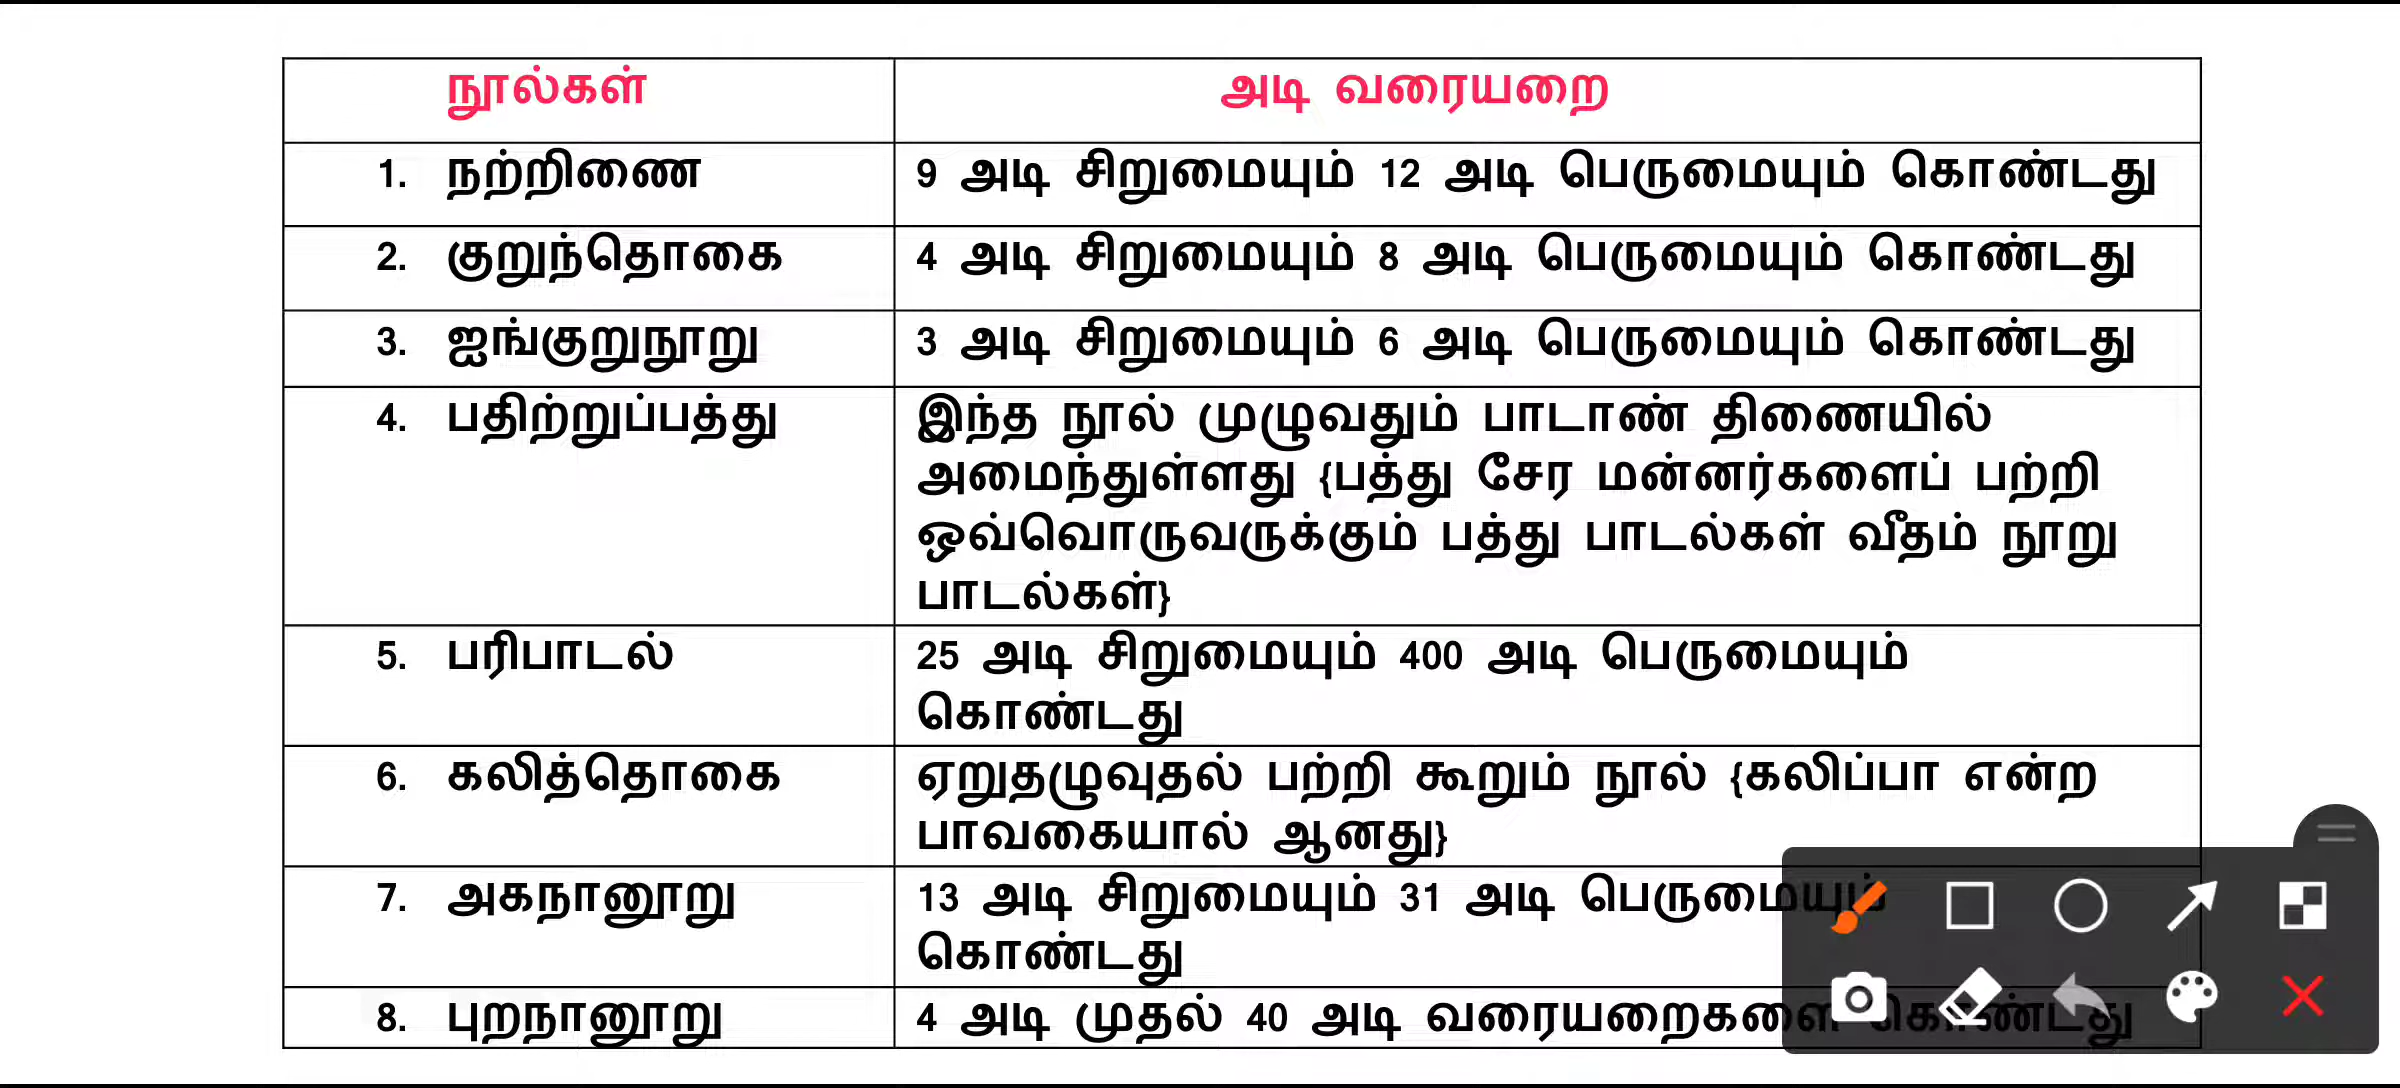 நூல்கள் அடி வரையறை
1. நற்றிணை 9 அடி சிறுமையும் 12 அடி பெருமையும் கொண்டது
2. குறுந்தொகை 4 அடி சிறுமையும் 8 அடி பெருமையும் கொண்டது
3. ஐங்குறுநூறு 3 அடி சிறுமையும் 6 அடி பெருமையும் கொண்டது
4. பதிற்றுப்பத்து இந்த நூல் முழுவதும் பாடாண் திணையில்
அமைந்துள்ளது {பத்து சேர மன்னர்களைப் பற்றி
ஒவ்வொருவருக்கும் பத்து பாடல்கள் வீதம் நூறு
பாடல்கள்}
5. பரிபாடல் 25 அடி சிறுமையும் 400 அடி பெருமையும்
கொண்டது
6. கலித்தொகை ஏறுதழுவுதல் பற்றி கூறும் நூல் {கலிப்பா என்ற
பாவகையால் ஆனது}
7. அகநானூறு 13 அடி சிறுமையும் 31 அடி பெருமையும்
கொண்டது
8. புறநானூறு 4 அடி முதல் 40 அடி வரையறைகளை கொண்டது